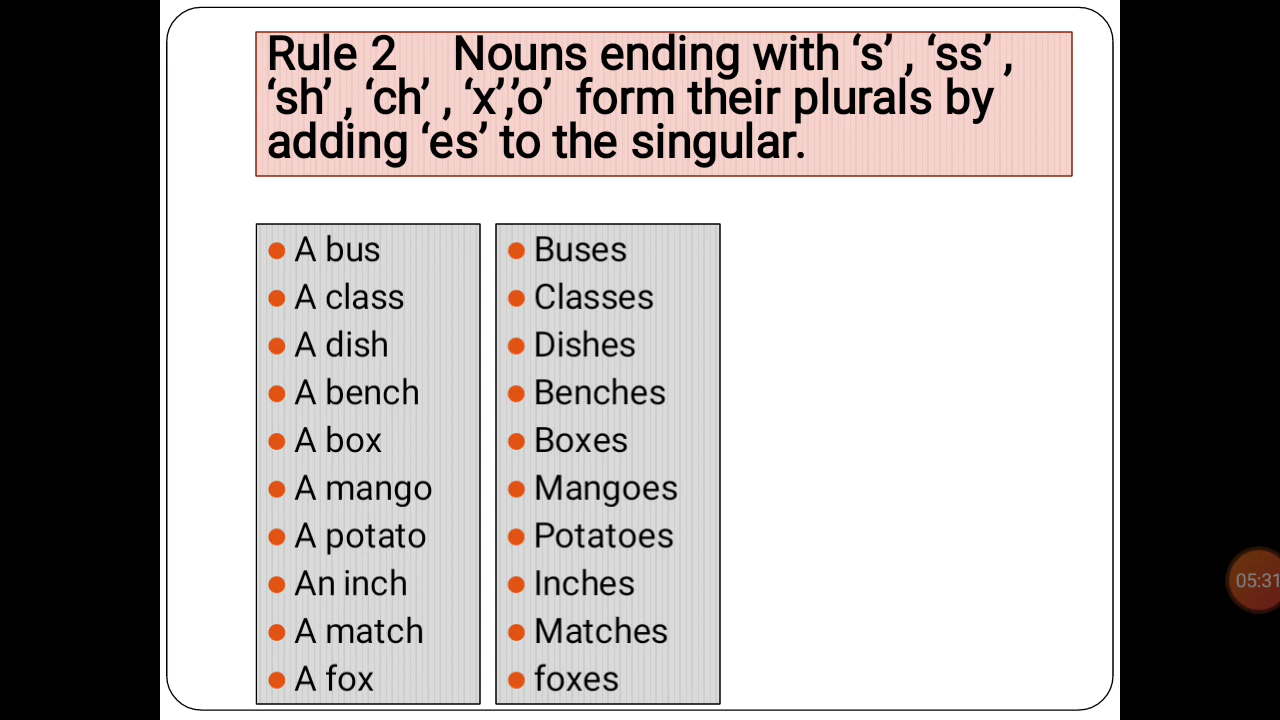 Rule 2 Nouns ending with ‘s’ , ‘ss’ ,
‘sh’ , ‘ch’ , ‘x’,’o’ form their plurals by
adding ‘es’ to the singular.
A bus
A class
A dish
A bench
A box
A mango
A potato
An inch
A match
A fox
Buses
Classes
Dishes
Benches
Boxes
Mangoes
Potatoes
Inches
Matches
foxes
05:31